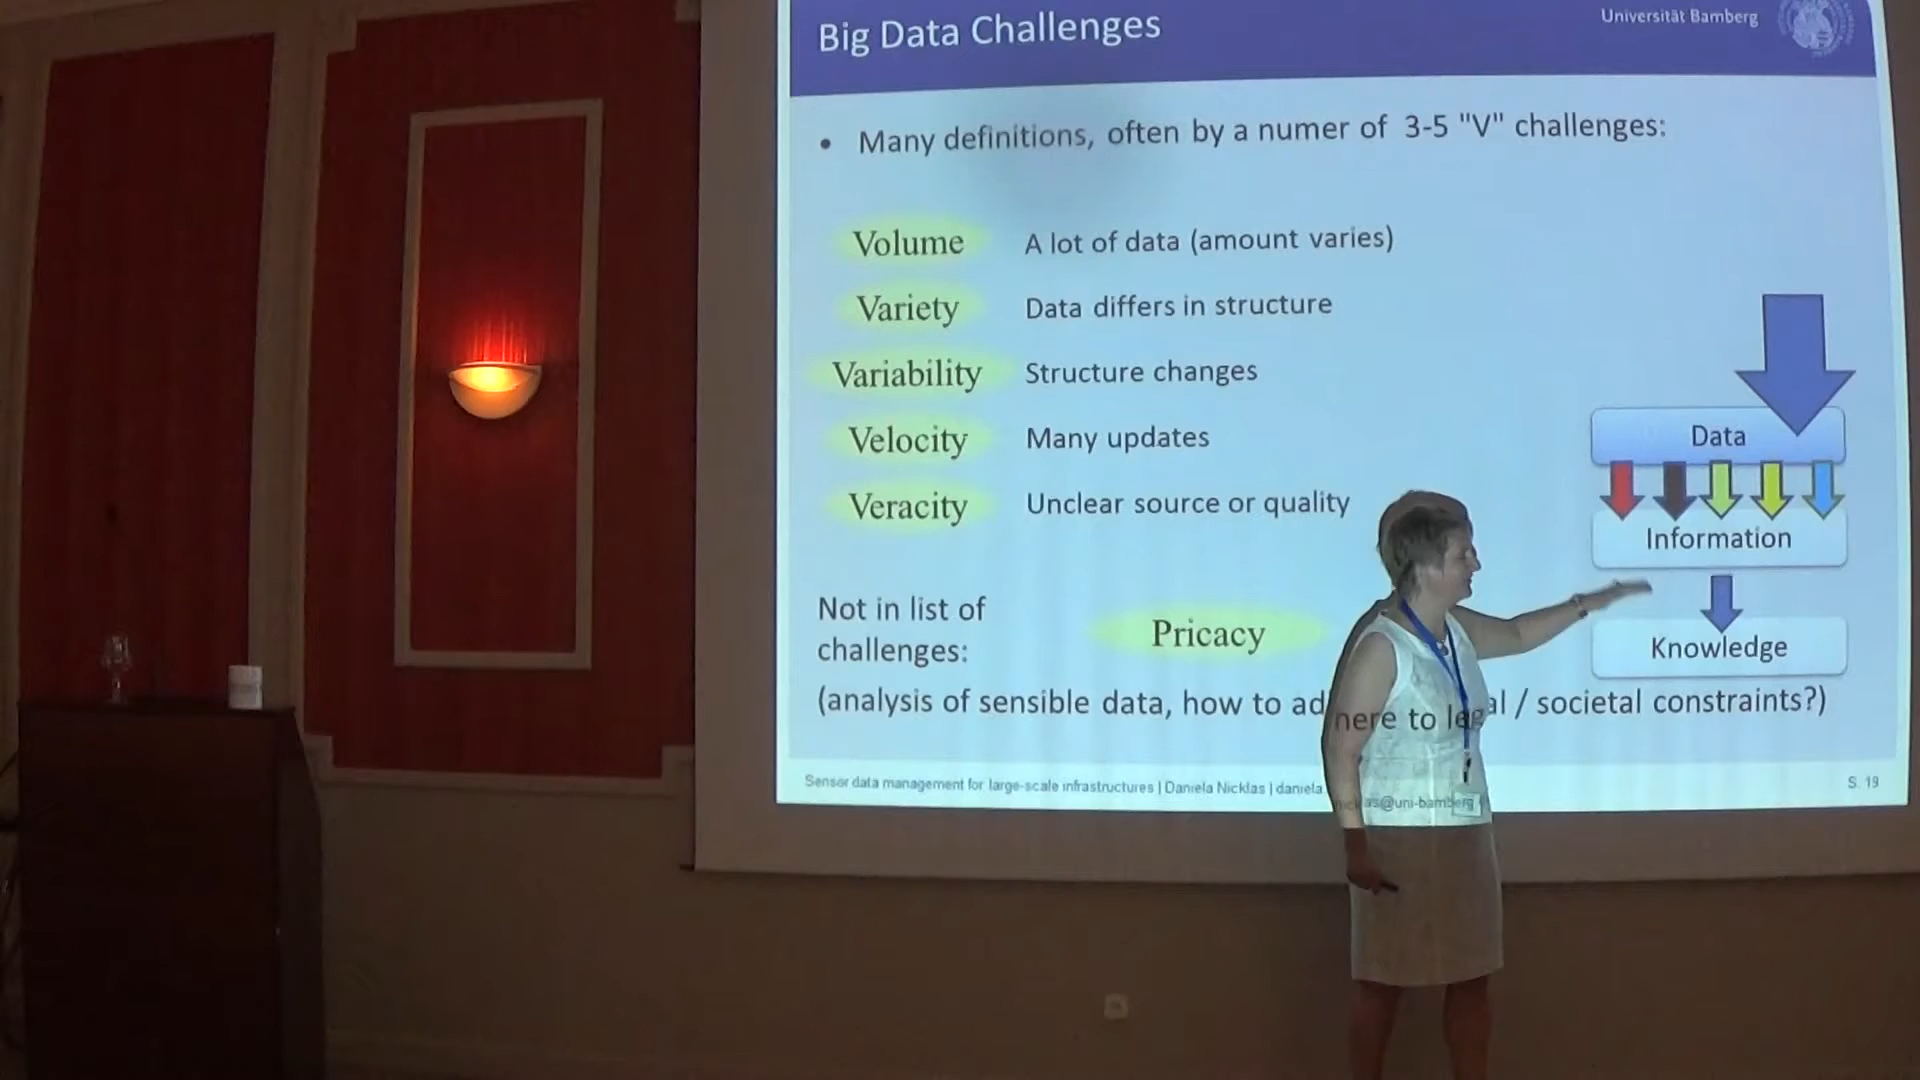 Big Data Challenges
Universität Bamberg
• Many definitions, often by a numer of 3-5 "V" challenges:
Volume A lot of data (amount varies)
Variety Data differs in structure
Variability Structure changes
Velocity Many updates
Veracity Unclear source or quality
Data
Information
Knowledge
Not in list of
challenges:
Pricacy
(analysis of sensible data, how to adhere to legal / societal constraints?)
Sensor data management for large-scale infrastructures | Daniela Nicklas | daniela.nicklas@uni-bamberg
S. 19